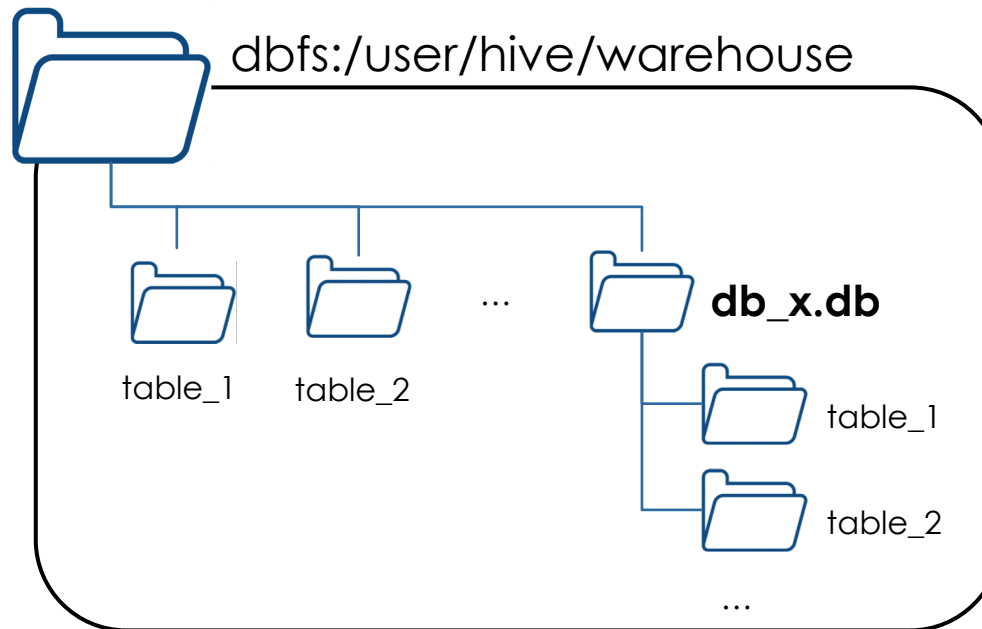 dbfs:/user/hive/warehouse
table_1
table_2
...
db_x.db
table_1
table_2
...